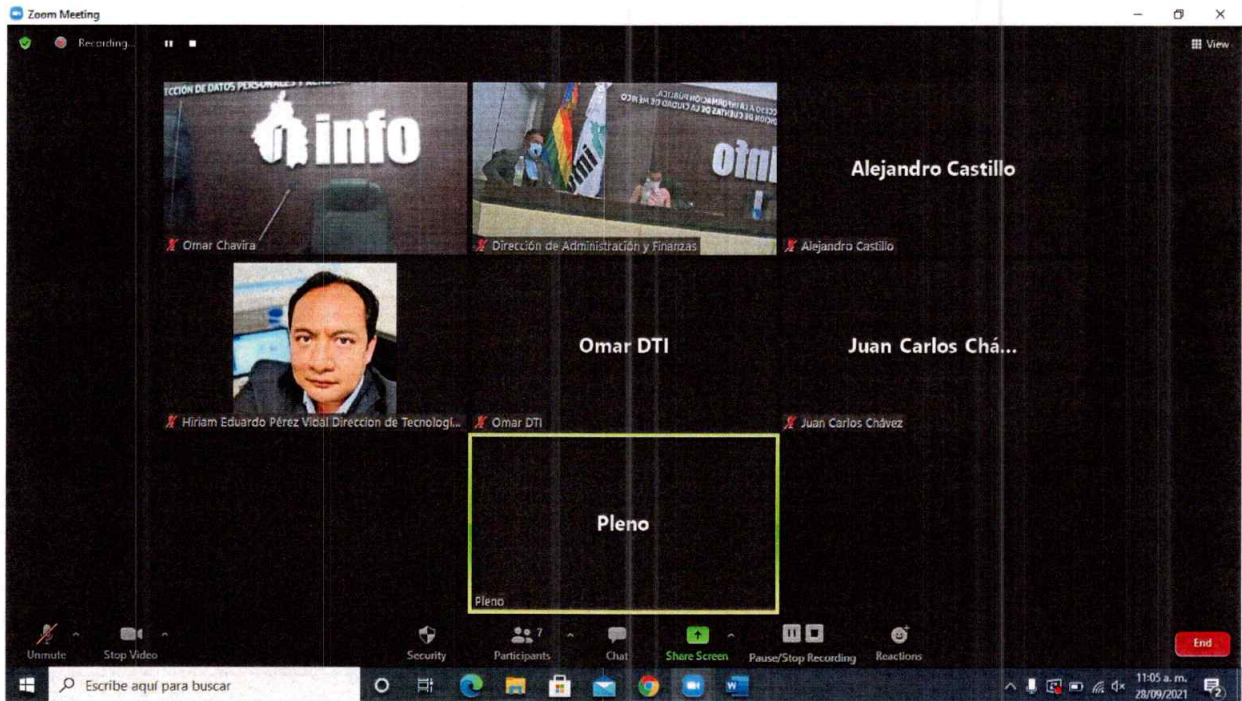 Zoom Meeting
Recording...
View
info
Omar Chavira
info
Dirección de Administración y Finanzas
Alejandro Castillo
Alejandro Castillo
Hiriam Eduardo Pérez Vidal Direccion de Tecnologi...
Omar DTI
Omar DTI
Juan Carlos Chá...
Juan Carlos Chávez
Pleno
Pleno
Unmute
Stop Video
Security
7
Participants
Chat
Share Screen
Pause/Stop Recording
Reactions
End
Escribe aquí para buscar
11:05 a. m.
28/09/2021
2